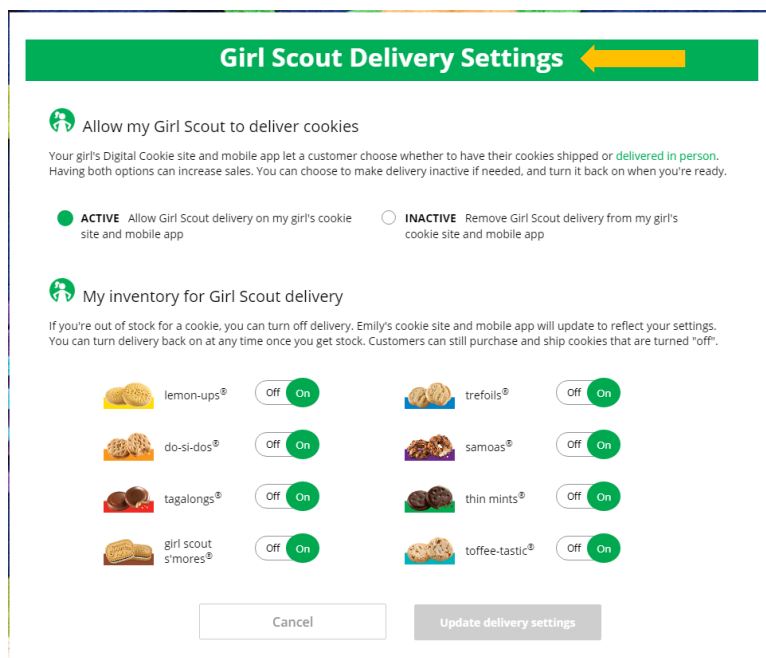 Girl Scout Delivery Settings
Allow my Girl Scout to deliver cookies
Your girl's Digital Cookie site and mobile app let a customer choose whether to have their cookies shipped or delivered in person.
Having both options can increase sales. You can choose to make delivery inactive if needed, and turn it back on when you're ready.
ACTIVE Allow Girl Scout delivery on my girl's cookie
site and mobile app
INACTIVE Remove Girl Scout delivery from my girl's
cookie site and mobile app
My inventory for Girl Scout delivery
If you're out of stock for a cookie, you can turn off delivery. Emily's cookie site and mobile app will update to reflect your settings.
You can turn delivery back on at any time once you get stock. Customers can still purchase and ship cookies that are turned "off".
lemon-ups® Off On
trefoils® Off On
do-si-dos® Off On
samoas® Off On
tagalongs® Off On
thin mints® Off On
girl scout
s'mores® Off On
toffee-tastic® Off On
Cancel
Update delivery settings